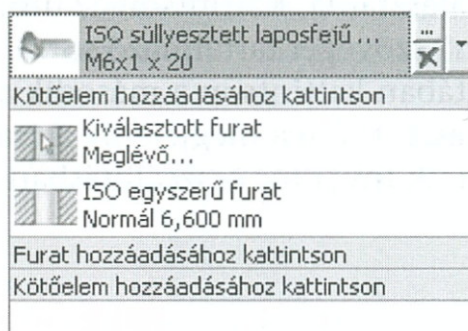 ISO süllyesztett laposfejű ...
M6x1 x 20
Kötőelem hozzáadásához kattintson
Kiválasztott furat
Meglévő...
ISO egyszerű furat
Normál 6,600 mm
Furat hozzáadásához kattintson
Kötőelem hozzáadásához kattintson